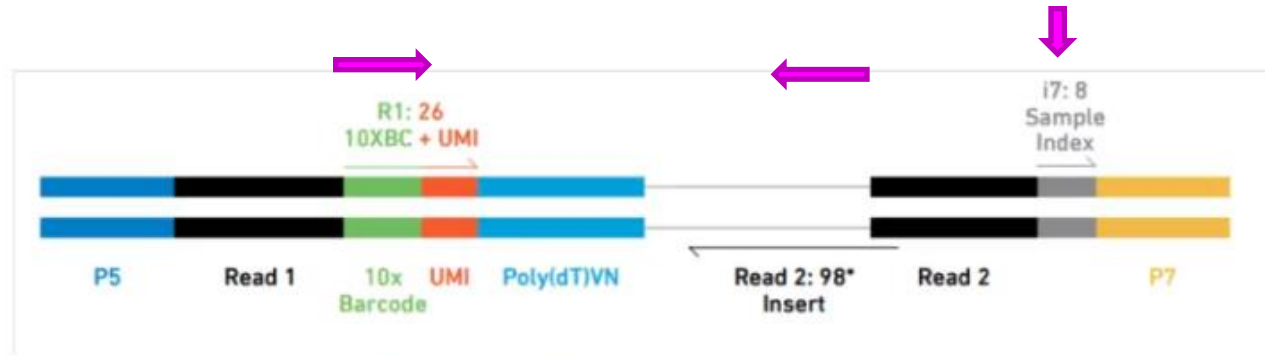 R1: 26
10XBC + UMI
i7: 8
Sample
Index
P5
Read 1
10x
Barcode
UMI
Poly(dT)VN
Read 2: 98*
Insert
Read 2
P7